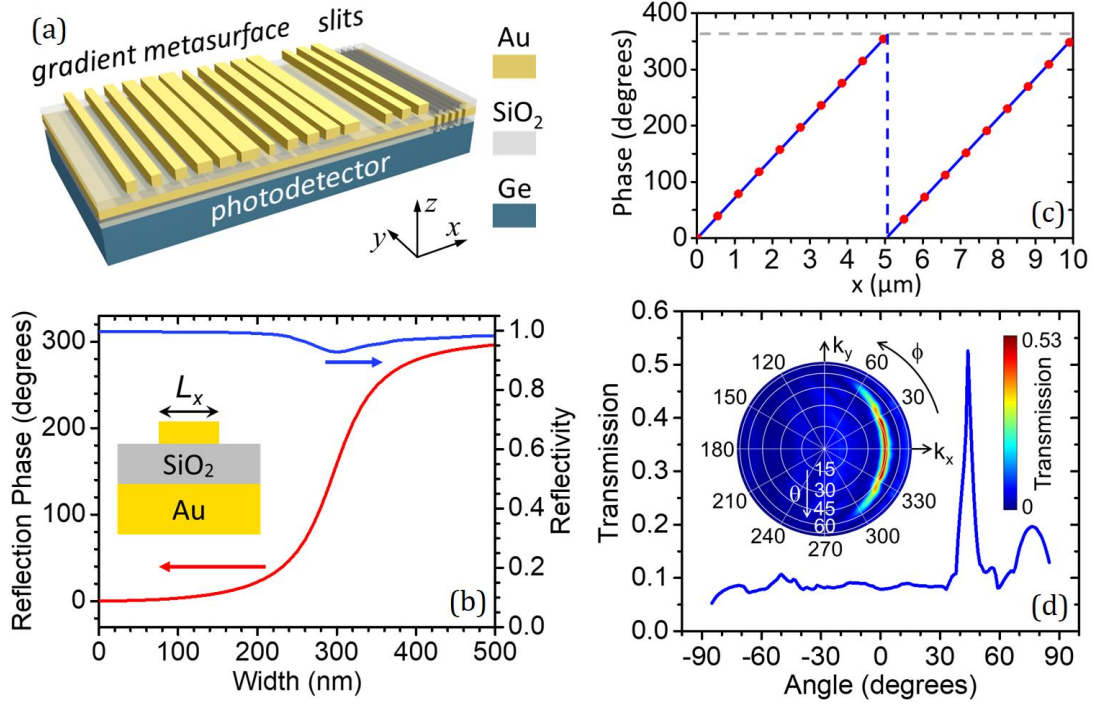 (a)
gradient metasurface
slits
Au
SiO2
Ge
photodetector
z
y
x
Phase (degrees)
400
300
200
100
0
0 1 2 3 4 5 6 7 8 9 10
x (μm)
(c)
Reflection Phase (degrees)
300
200
100
0
Lx
SiO2
Au
1.0
0.8
0.6
0.4
0.2
0.0
Reflectivity
0 100 200 300 400 500
Width (nm)
(b)
Transmission
0.6
0.5
0.4
0.3
0.2
0.1
0.0
ky
ϕ
120
60
150
30
180
kx
210
330
240
300
270
15
30
45
60
θ
0.53
Transmission
0
-90 -60 -30 0 30 60 90
Angle (degrees)
(d)